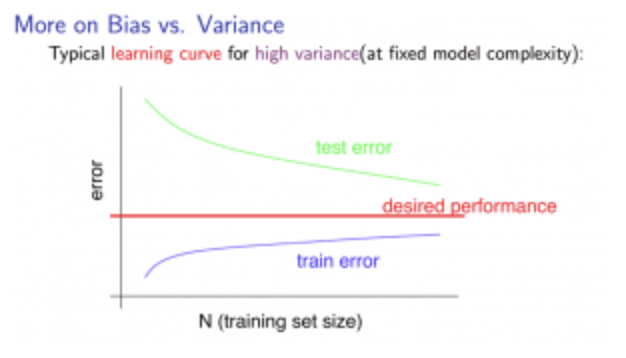 More on Bias vs. Variance
Typical learning curve for high variance(at fixed model complexity):
test error
error
desired performance
train error
N (training set size)